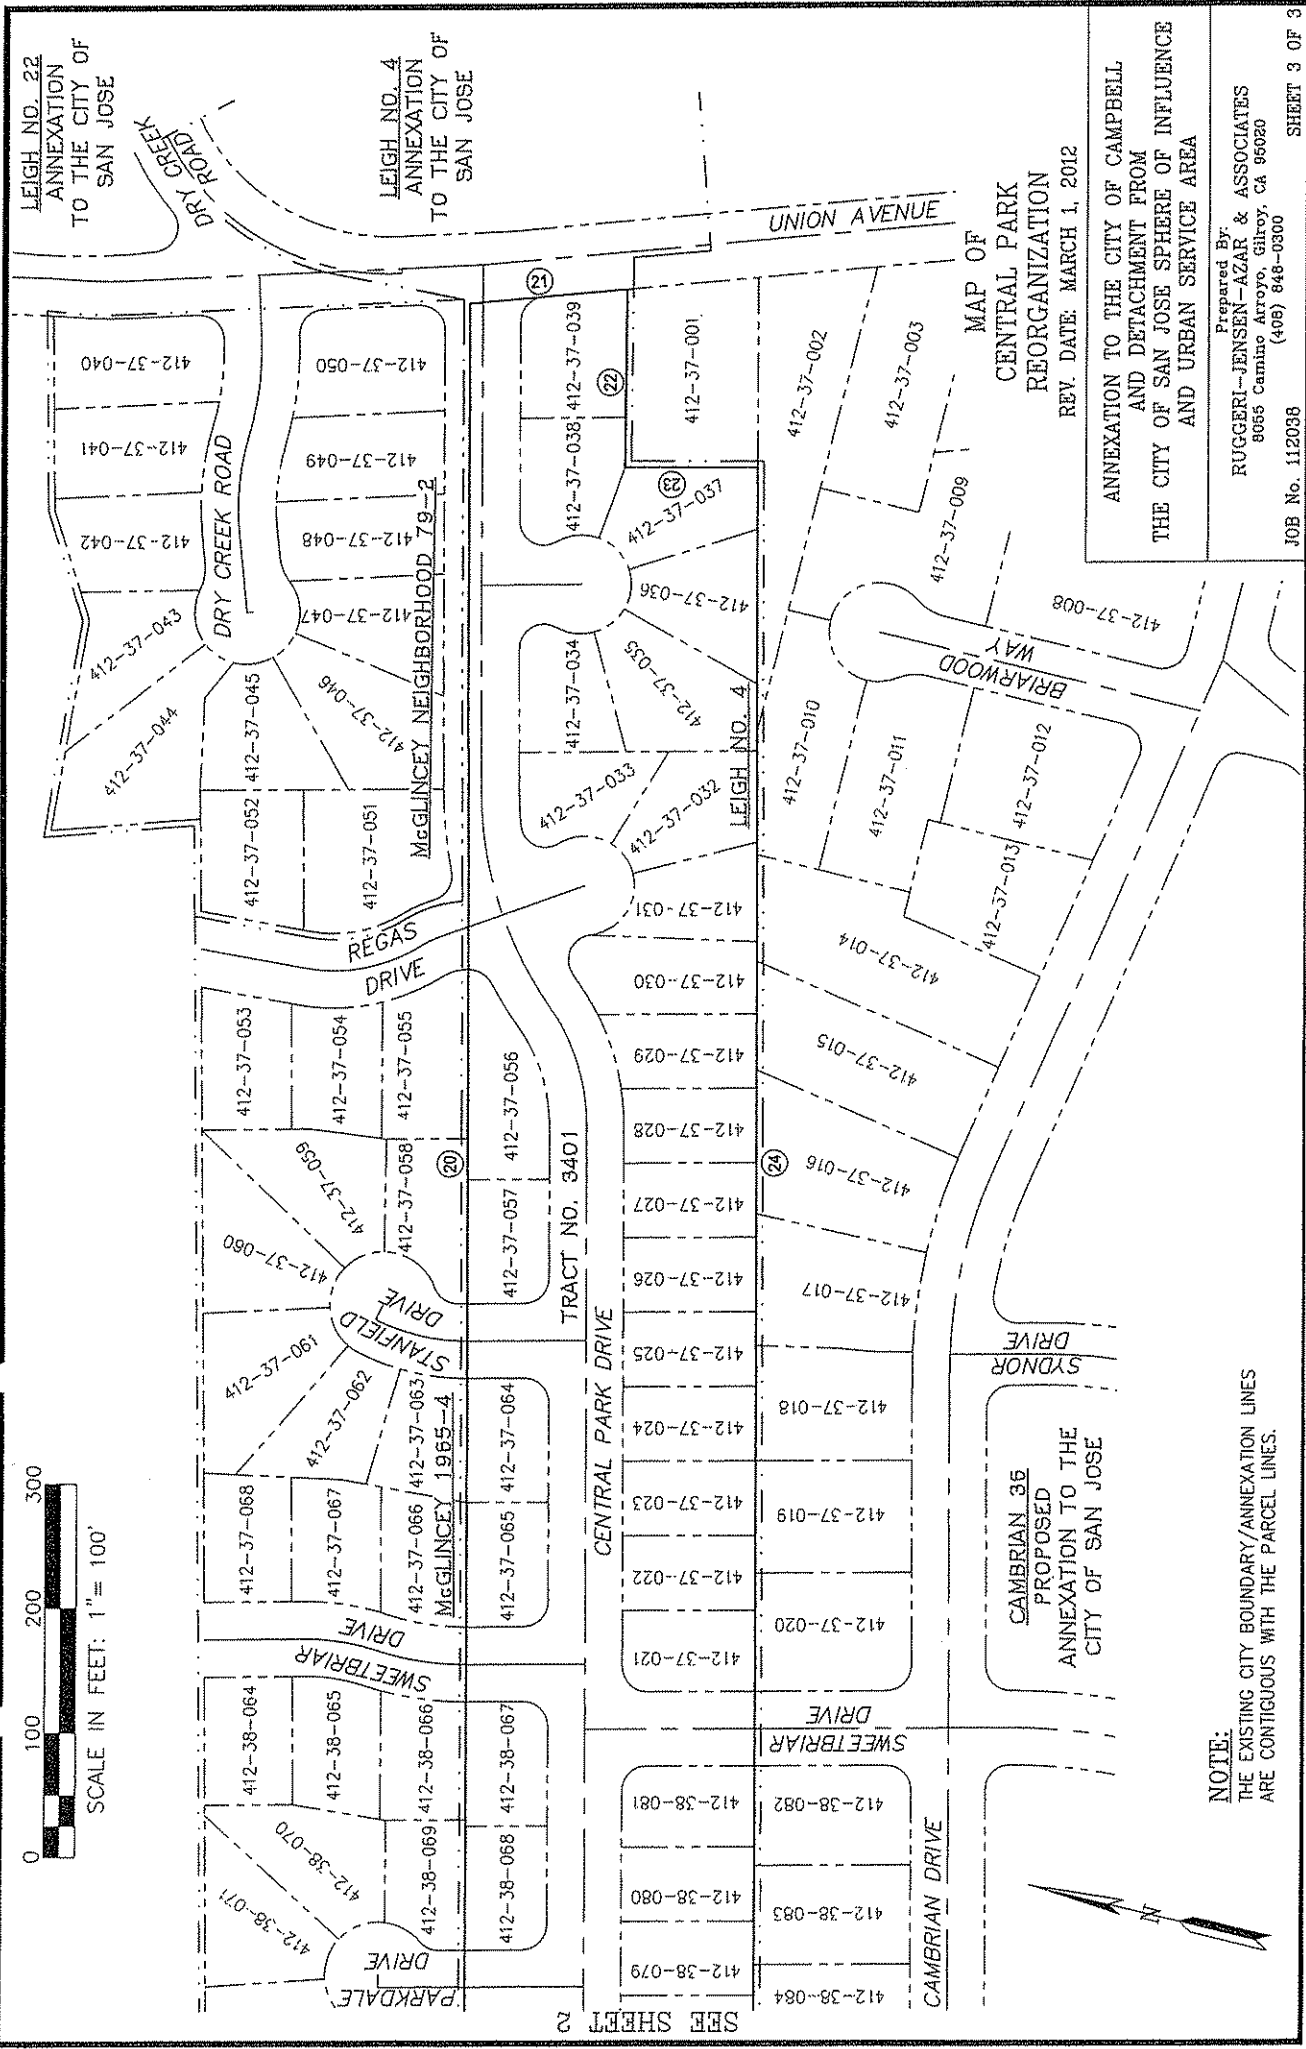 LEIGH NO. 22
ANNEXATION
TO THE CITY OF
SAN JOSE
LEIGH NO. 4
ANNEXATION
TO THE CITY OF
SAN JOSE
DRY CREEK
ROAD
UNION AVENUE
MAP OF
CENTRAL PARK
REORGANIZATION
REV. DATE: MARCH 1, 2012
ANNEXATION TO THE CITY OF CAMPBELL
AND DETACHMENT FROM
THE CITY OF SAN JOSE SPHERE OF INFLUENCE
AND URBAN SERVICE AREA
Prepared By:
RUGGERI-JENSEN-AZAR & ASSOCIATES
8055 Camino Arroyo, Gilroy, CA 95020
(408) 848-0300
JOB No. 112038
SHEET 3 OF 3
0 100 200 300
SCALE IN FEET: 1"= 100'
412-37-040
412-37-041
412-37-042
412-37-043
412-37-044
DRY CREEK ROAD
412-37-050
412-37-049
412-37-048
412-37-047
412-37-046
412-37-045
412-37-052
412-37-051
McGLINCEY NEIGHBORHOOD 79-2
REGAS
DRIVE
412-37-053
412-37-054
412-37-055
412-37-056
412-37-057
412-37-058
412-37-059
412-37-060
412-37-061
412-37-062
412-37-063
412-37-064
412-37-065
412-37-066
412-37-067
412-37-068
STANFIELD
DRIVE
McGLINCEY 1965-4
SWEETBRIAR
DRIVE
412-38-064
412-38-065
412-38-066
412-38-067
412-38-068
412-38-069
412-38-070
412-38-071
PARKDALE
DRIVE
20
21
22
23
24
TRACT NO. 3401
CENTRAL PARK DRIVE
412-37-039
412-37-038
412-37-001
412-37-037
412-37-036
412-37-035
412-37-034
412-37-033
412-37-032
LEIGH NO. 4
412-37-031
412-37-030
412-37-029
412-37-028
412-37-027
412-37-026
412-37-025
412-37-024
412-37-023
412-37-022
412-37-021
412-38-081
412-38-080
412-38-079
412-37-002
412-37-003
412-37-009
412-37-008
BRIARWOOD
WAY
412-37-010
412-37-011
412-37-012
412-37-013
412-37-014
412-37-015
412-37-016
412-37-017
412-37-018
412-37-019
412-37-020
SWEETBRIAR
DRIVE
412-38-082
412-38-083
412-38-084
CAMBRIAN DRIVE
SYDNOR
DRIVE
CAMBRIAN 36
PROPOSED
ANNEXATION TO THE
CITY OF SAN JOSE
SEE SHEET 2
N
NOTE:
THE EXISTING CITY BOUNDARY/ANNEXATION LINES
ARE CONTIGUOUS WITH THE PARCEL LINES.